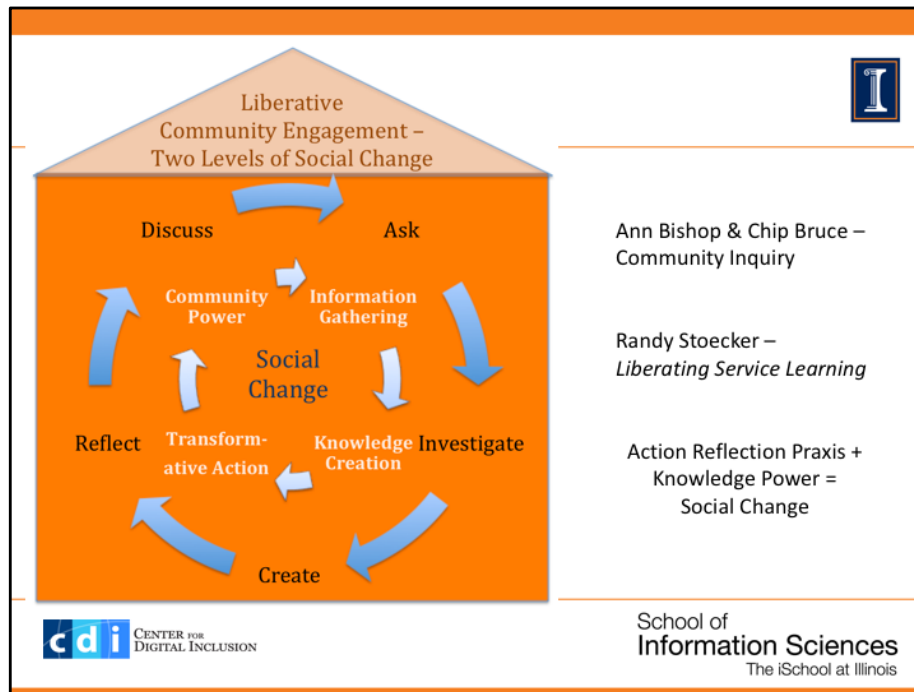 Liberative
Community Engagement –
Two Levels of Social Change
Discuss
Ask
Community
Power
Information
Gathering
Social
Change
Reflect
Transform-
ative Action
Knowledge
Creation
Investigate
Create
I
Ann Bishop & Chip Bruce –
Community Inquiry
Randy Stoecker –
Liberating Service Learning
Action Reflection Praxis +
Knowledge Power =
Social Change
cdi
CENTER FOR
DIGITAL INCLUSION
School of
Information Sciences
The iSchool at Illinois